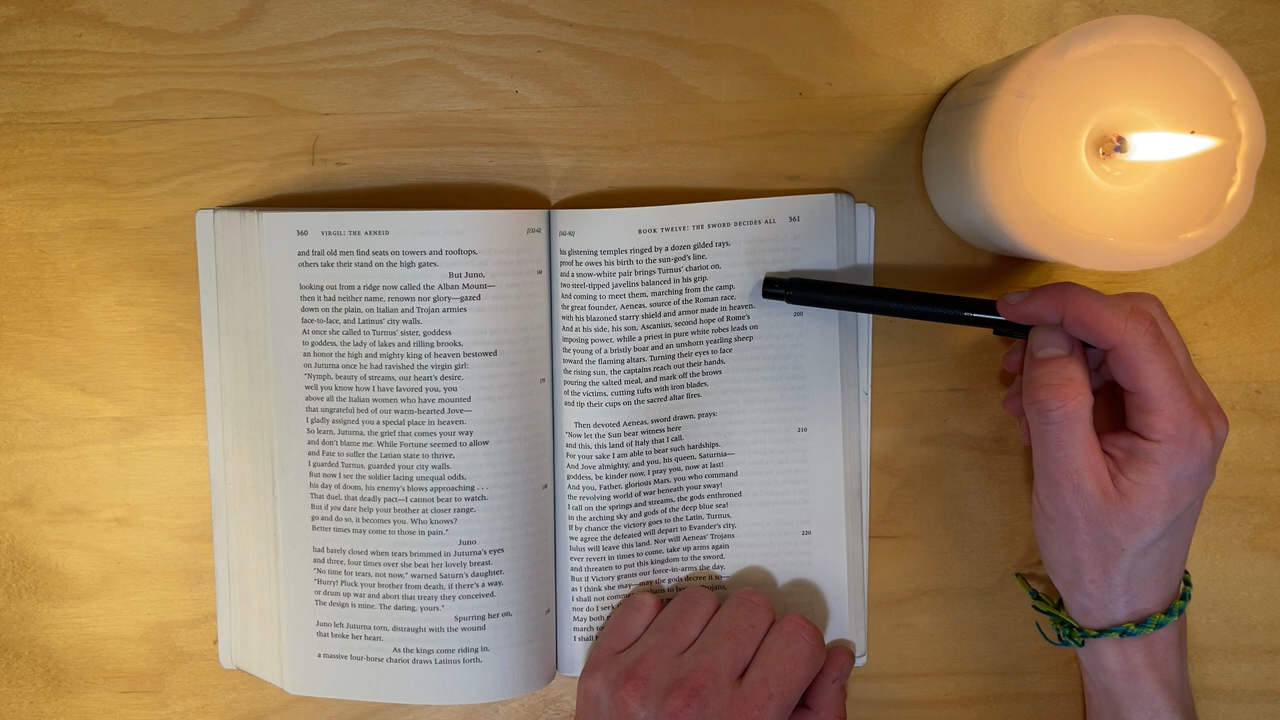 360 VIRGIL: THE AENEID [132–62
and frail old men find seats on towers and rooftops,
others take their stand on the high gates.
But Juno, 160
looking out from a ridge now called the Alban Mount—
then it had neither name, renown nor glory—gazed
down on the plain, on Italian and Trojan armies
face-to-face, and Latinus' city walls.
At once she called to Turnus' sister, goddess
to goddess, the lady of lakes and rilling brooks,
an honor the high and mighty king of heaven bestowed
on Juturna once he had ravished the virgin girl:
"Nymph, beauty of streams, our heart's desire,
well you know how I have favored you, you 170
above all the Italian women who have mounted
that ungrateful bed of our warm-hearted Jove—
I gladly assigned you a special place in heaven.
So learn, Juturna, the grief that comes your way
and don't blame me. While Fortune seemed to allow
and Fate to suffer the Latian state to thrive,
I guarded Turnus, guarded your city walls.
But now I see the soldier facing unequal odds,
his day of doom, his enemy's blows approaching . . .
That duel, that deadly pact—I cannot bear to watch. 180
But if you dare help your brother at closer range,
go and do so, it becomes you. Who knows?
Better times may come to those in pain."
Juno
had barely closed when tears brimmed in Juturna's eyes
and three, four times over she beat her lovely breast.
"No time for tears, not now," warned Saturn's daughter.
"Hurry! Pluck your brother from death, if there's a way,
or drum up war and abort that treaty they conceived.
The design is mine. The daring, yours."
Spurring her on, 190
Juno left Juturna torn, distraught with the wound
that broke her heart.
As the kings come riding in,
a massive four-horse chariot draws Latinus forth,
[162–92] BOOK TWELVE: THE SWORD DECIDES ALL 361
his glistening temples ringed by a dozen gilded rays,
proof he owes his birth to the sun-god's line,
and a snow-white pair brings Turnus' chariot on,
two steel-tipped javelins balanced in his grip.
And coming to meet them, marching from the camp,
the great founder, Aeneas, source of the Roman race,
with his blazoned starry shield and armor made in heaven. 200
And at his side, his son, Ascanius, second hope of Rome's
imposing power, while a priest in pure white robes leads on
the young of a bristly boar and an unshorn yearling sheep
toward the flaming altars. Turning their eyes to face
the rising sun, the captains reach out their hands,
pouring the salted meal, and mark off the brows
of the victims, cutting tufts with iron blades,
and tip their cups on the sacred altar fires.
Then devoted Aeneas, sword drawn, prays:
"Now let the Sun bear witness here
and this, this land of Italy that I call. 210
For your sake I am able to bear such hardships.
And Jove almighty, and you, his queen, Saturnia—
goddess, be kinder now, I pray you, now at last!
And you, Father, glorious Mars, you who command
the revolving world of war beneath your sway!
I call on the springs and streams, the gods enthroned
in the arching sky and gods of the deep blue sea!
If by chance the victory goes to the Latin, Turnus,
we agree the defeated will depart to Evander's city,
Iulus will leave this land. Nor will Aeneas' Trojans 220
ever revert in times to come, take up arms again
and threaten to put this kingdom to the sword.
But if Victory grants our force-in-arms the day,
as I think she may—may the gods decree it so—
I shall not Trojans,
nor do I seek
May both
march
I shall